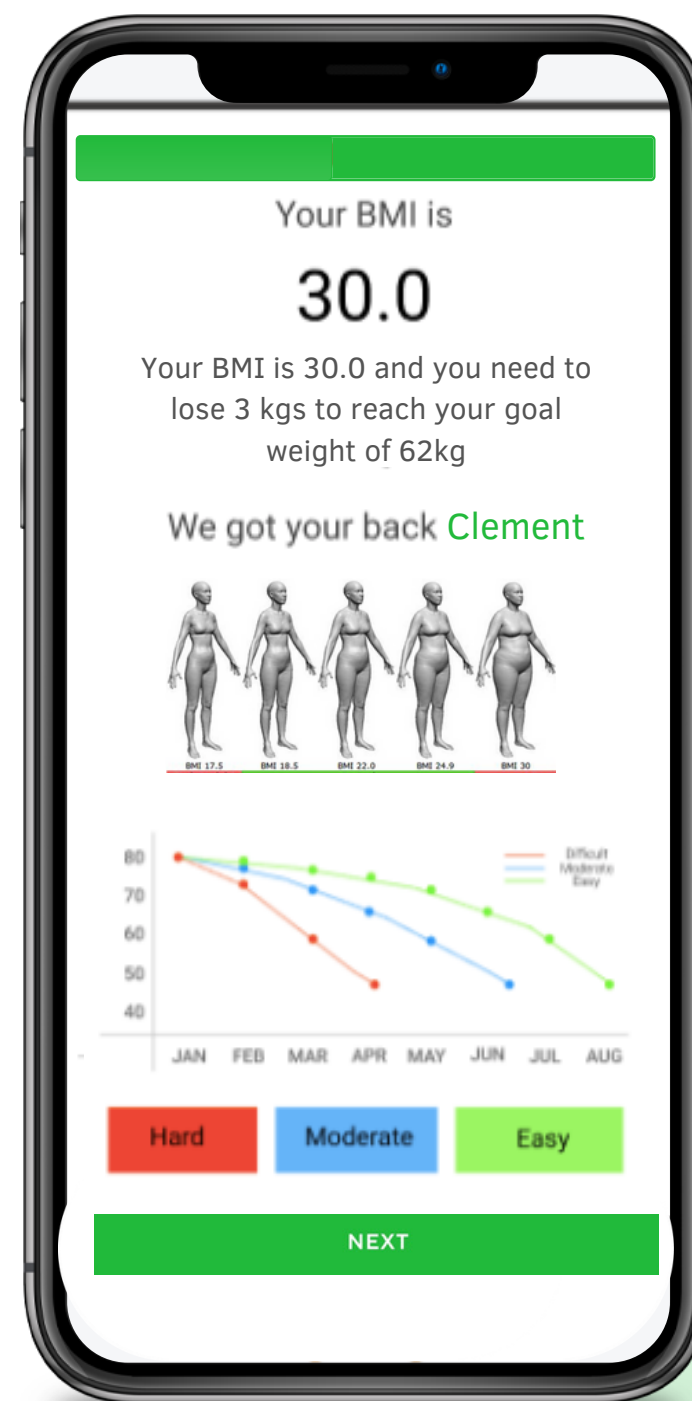 Your BMI is
30.0
Your BMI is 30.0 and you need to
lose 3 kgs to reach your goal
weight of 62kg
We got your back Clement
BMI 17.5 BMI 18.5 BMI 22.0 BMI 24.9 BMI 30
Difficult
Moderate
Easy
80
70
60
50
40
JAN FEB MAR APR MAY JUN JUL AUG
Hard Moderate Easy
NEXT